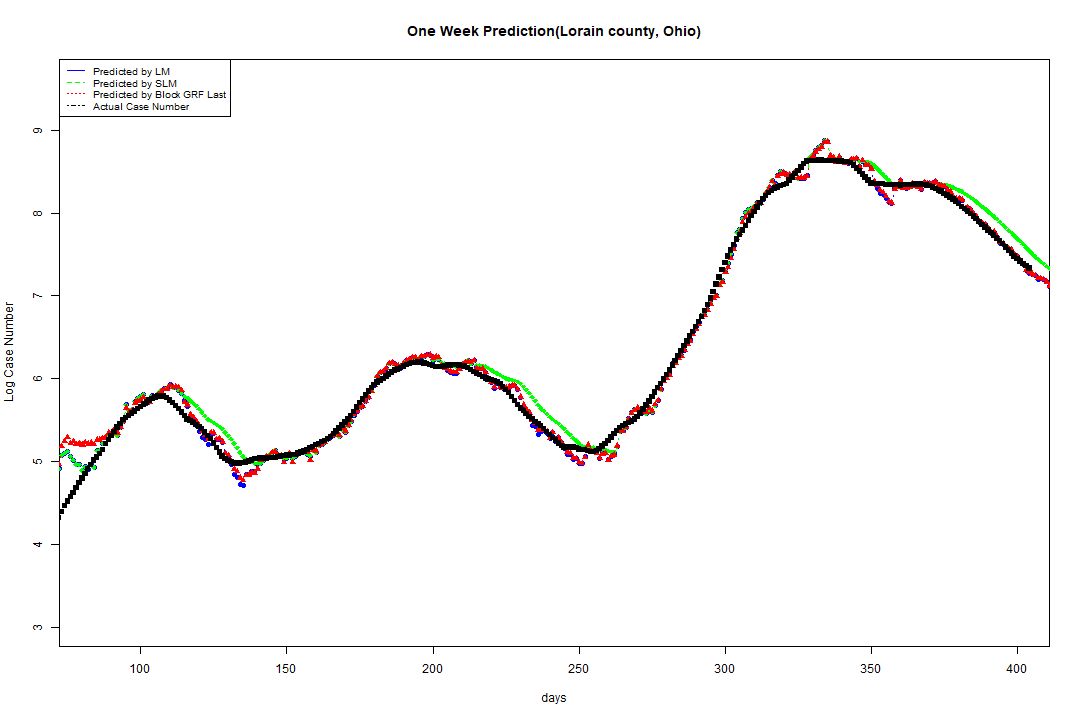 One Week Prediction(Lorain county, Ohio)
Predicted by LM
Predicted by SLM
Predicted by Block GRF Last
Actual Case Number
Log Case Number
9
8
7
6
5
4
3
100 150 200 250 300 350 400
days